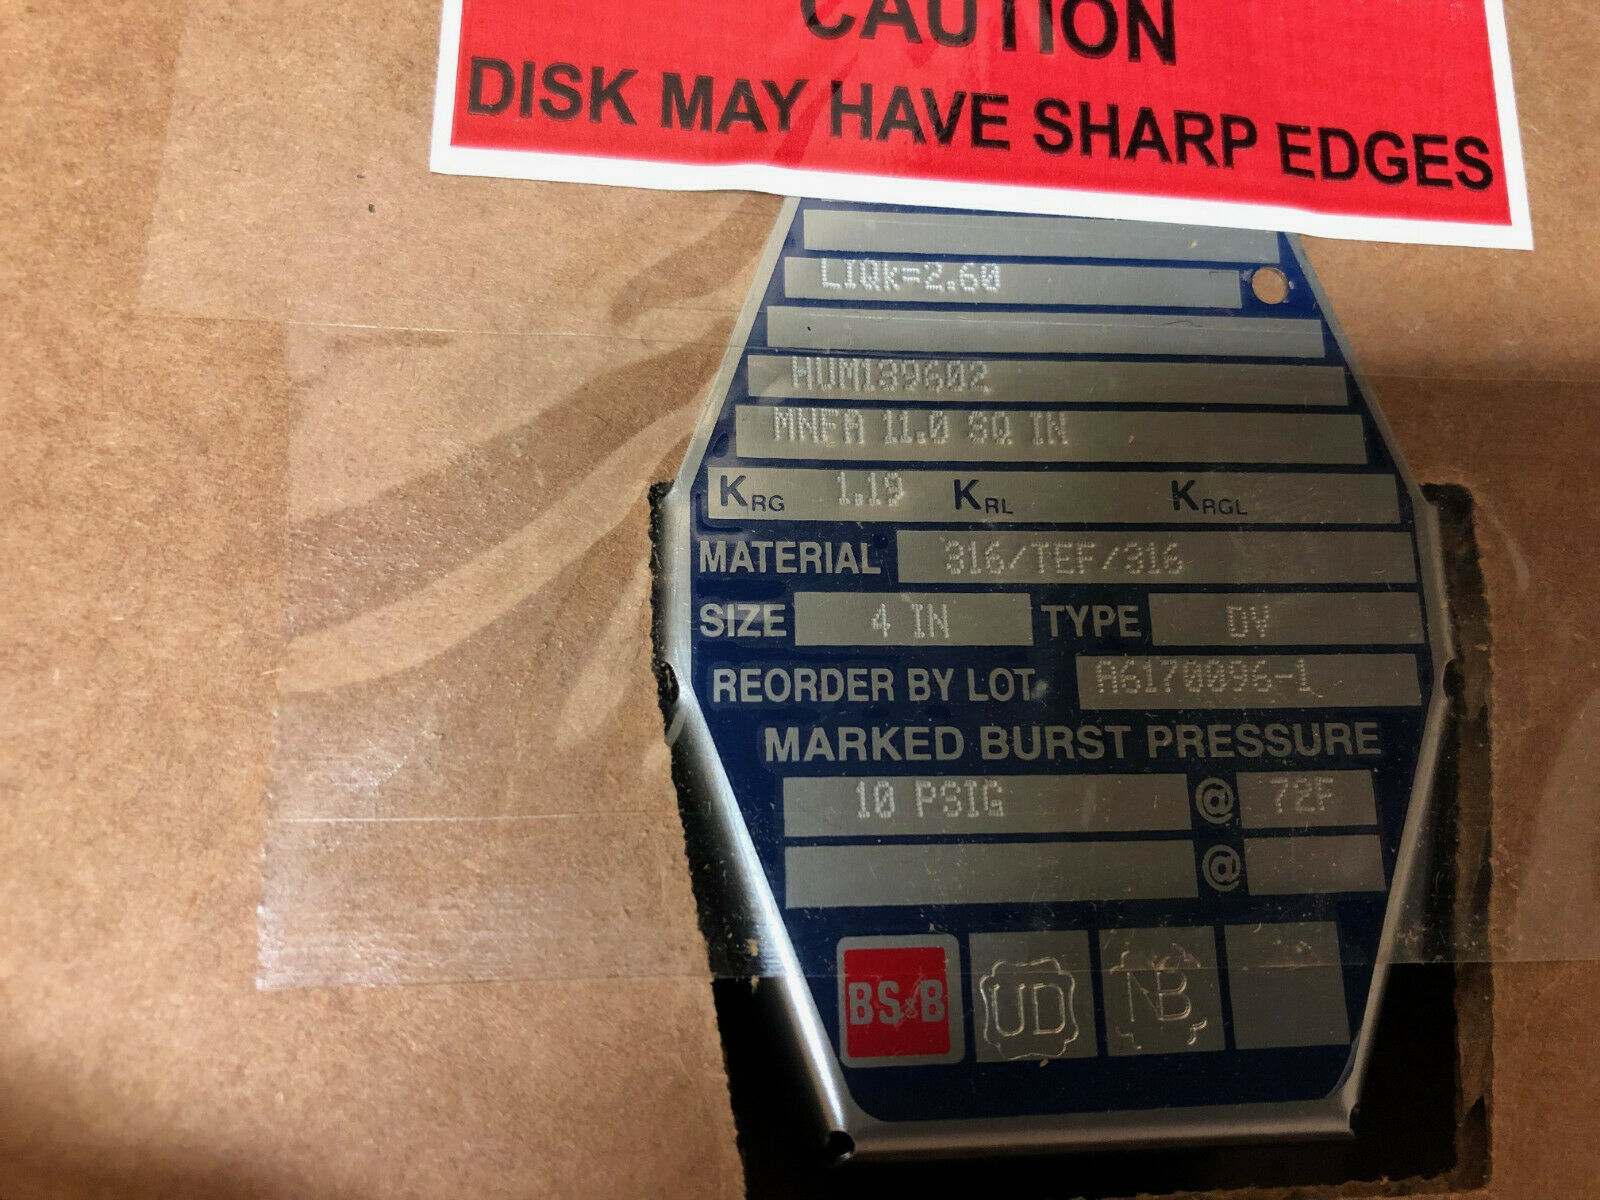 CAUTION
DISK MAY HAVE SHARP EDGES
LIQk=2.60
HUM139602
MNFA 11.0 SQ IN
KRG 1.19 KRL KRGL
MATERIAL 316/TEF/316
SIZE 4 IN TYPE DV
REORDER BY LOT A6170096-1
MARKED BURST PRESSURE
10 PSIG @ 72F
@
BS&B UD NB